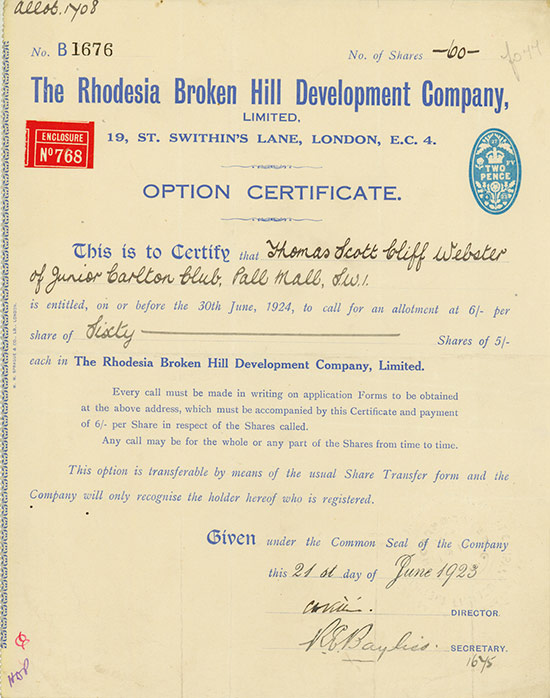 Allot. 1408
No. B 1676 No. of Shares —60—
The Rhodesia Broken Hill Development Company,
LIMITED,
19, ST. SWITHIN'S LANE, LONDON, E.C. 4.
ENCLOSURE
No 768
TWO
PENCE
OPTION CERTIFICATE.
This is to Certify that Thomas Scott Cliff Webster
of Junior Carlton Club, Pall Mall, S.W.1.
is entitled, on or before the 30th June, 1924, to call for an allotment at 6/- per
share of Sixty Shares of 5/-
each in The Rhodesia Broken Hill Development Company, Limited.
Every call must be made in writing on application Forms to be obtained
at the above address, which must be accompanied by this Certificate and payment
of 6/- per Share in respect of the Shares called.
Any call may be for the whole or any part of the Shares from time to time.
This option is transferable by means of the usual Share Transfer form and the
Company will only recognise the holder hereof who is registered.
Given under the Common Seal of the Company
this 21st day of June 1923
DIRECTOR.
R.E. Bayliss. SECRETARY.
1645